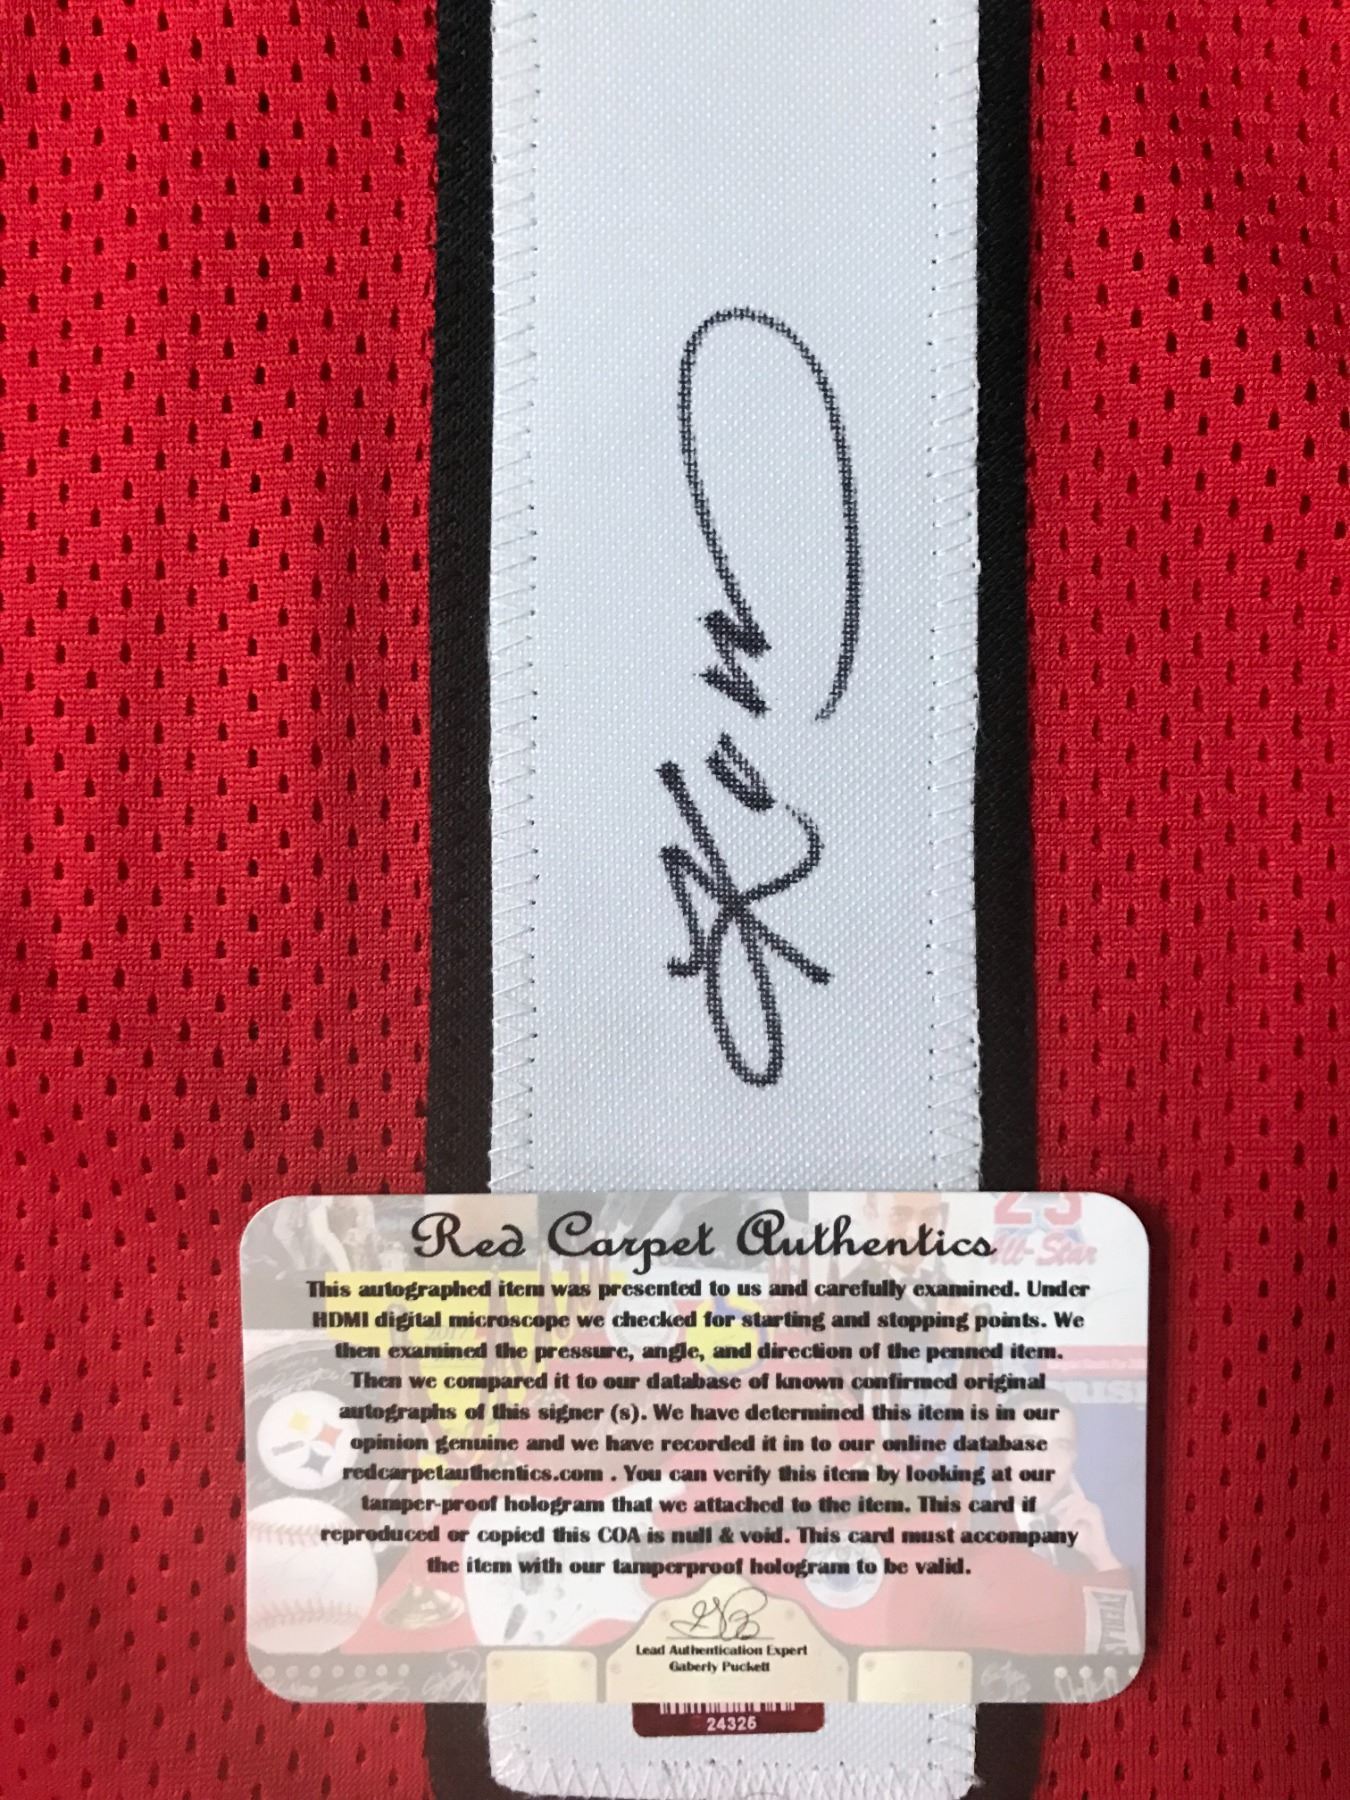 Red Carpet Authentics
This autographed item was presented to us and carefully examined. Under
HDMI digital microscope we checked for starting and stopping points. We
then examined the pressure, angle, and direction of the penned item.
Then we compared it to our database of known confirmed original
autographs of this signer (s). We have determined this item is in our
opinion genuine and we have recorded it in to our online database
redcarpetauthentics.com . You can verify this item by looking at our
tamper-proof hologram that we attached to the item. This card if
reproduced or copied this COA is null & void. This card must accompany
the item with our tamperproof hologram to be valid.
Lead Authentication Expert
Gaberly Puckett
24326